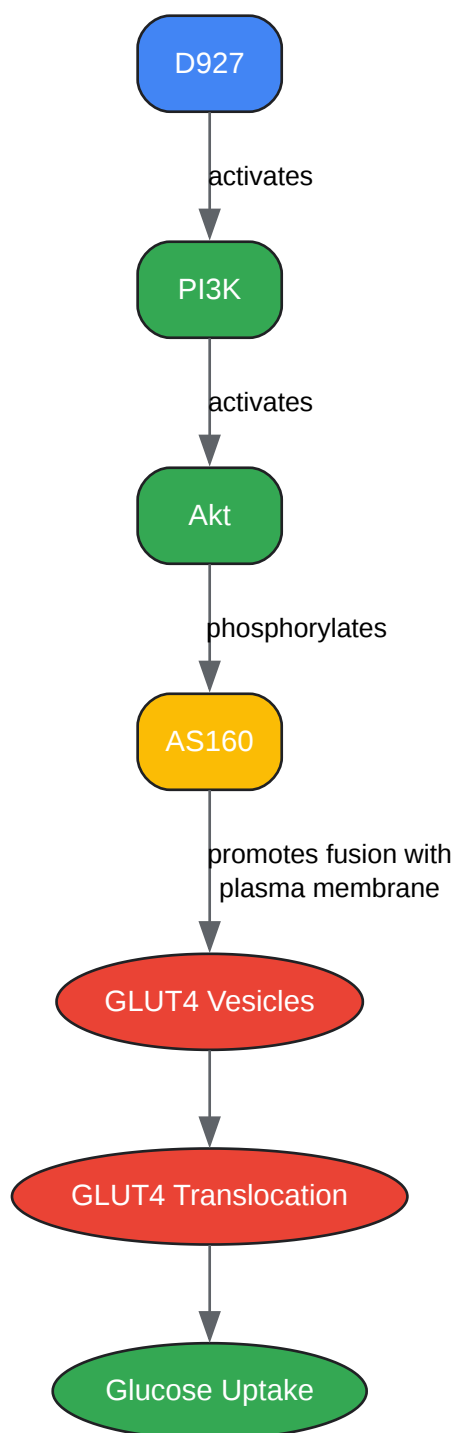 D927
activates
PI3K
activates
Akt
phosphorylates
AS160
promotes fusion with
plasma membrane
GLUT4 Vesicles
GLUT4 Translocation
Glucose Uptake